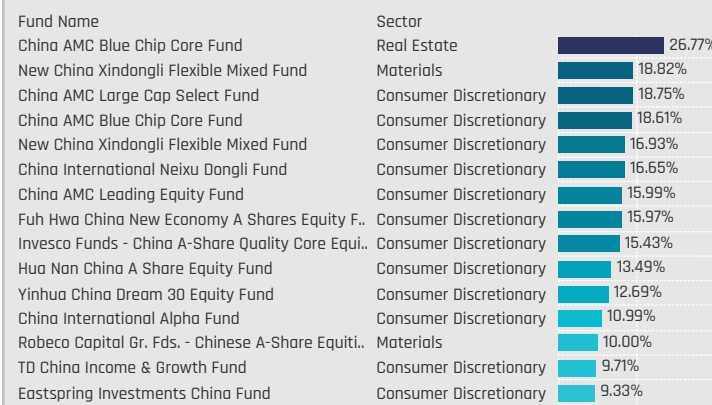 Fund Name Sector
China AMC Blue Chip Core Fund Real Estate 26.77%
New China Xindongli Flexible Mixed Fund Materials 18.82%
China AMC Large Cap Select Fund Consumer Discretionary 18.75%
China AMC Blue Chip Core Fund Consumer Discretionary 18.61%
New China Xindongli Flexible Mixed Fund Consumer Discretionary 16.93%
China International Neixu Dongli Fund Consumer Discretionary 16.65%
China AMC Leading Equity Fund Consumer Discretionary 15.99%
Fuh Hwa China New Economy A Shares Equity F.. Consumer Discretionary 15.97%
Invesco Funds - China A-Share Quality Core Equi.. Consumer Discretionary 15.43%
Hua Nan China A Share Equity Fund Consumer Discretionary 13.49%
Yinhua China Dream 30 Equity Fund Consumer Discretionary 12.69%
China International Alpha Fund Consumer Discretionary 10.99%
Robeco Capital Gr. Fds. - Chinese A-Share Equiti.. Materials 10.00%
TD China Income & Growth Fund Consumer Discretionary 9.71%
Eastspring Investments China Fund Consumer Discretionary 9.33%